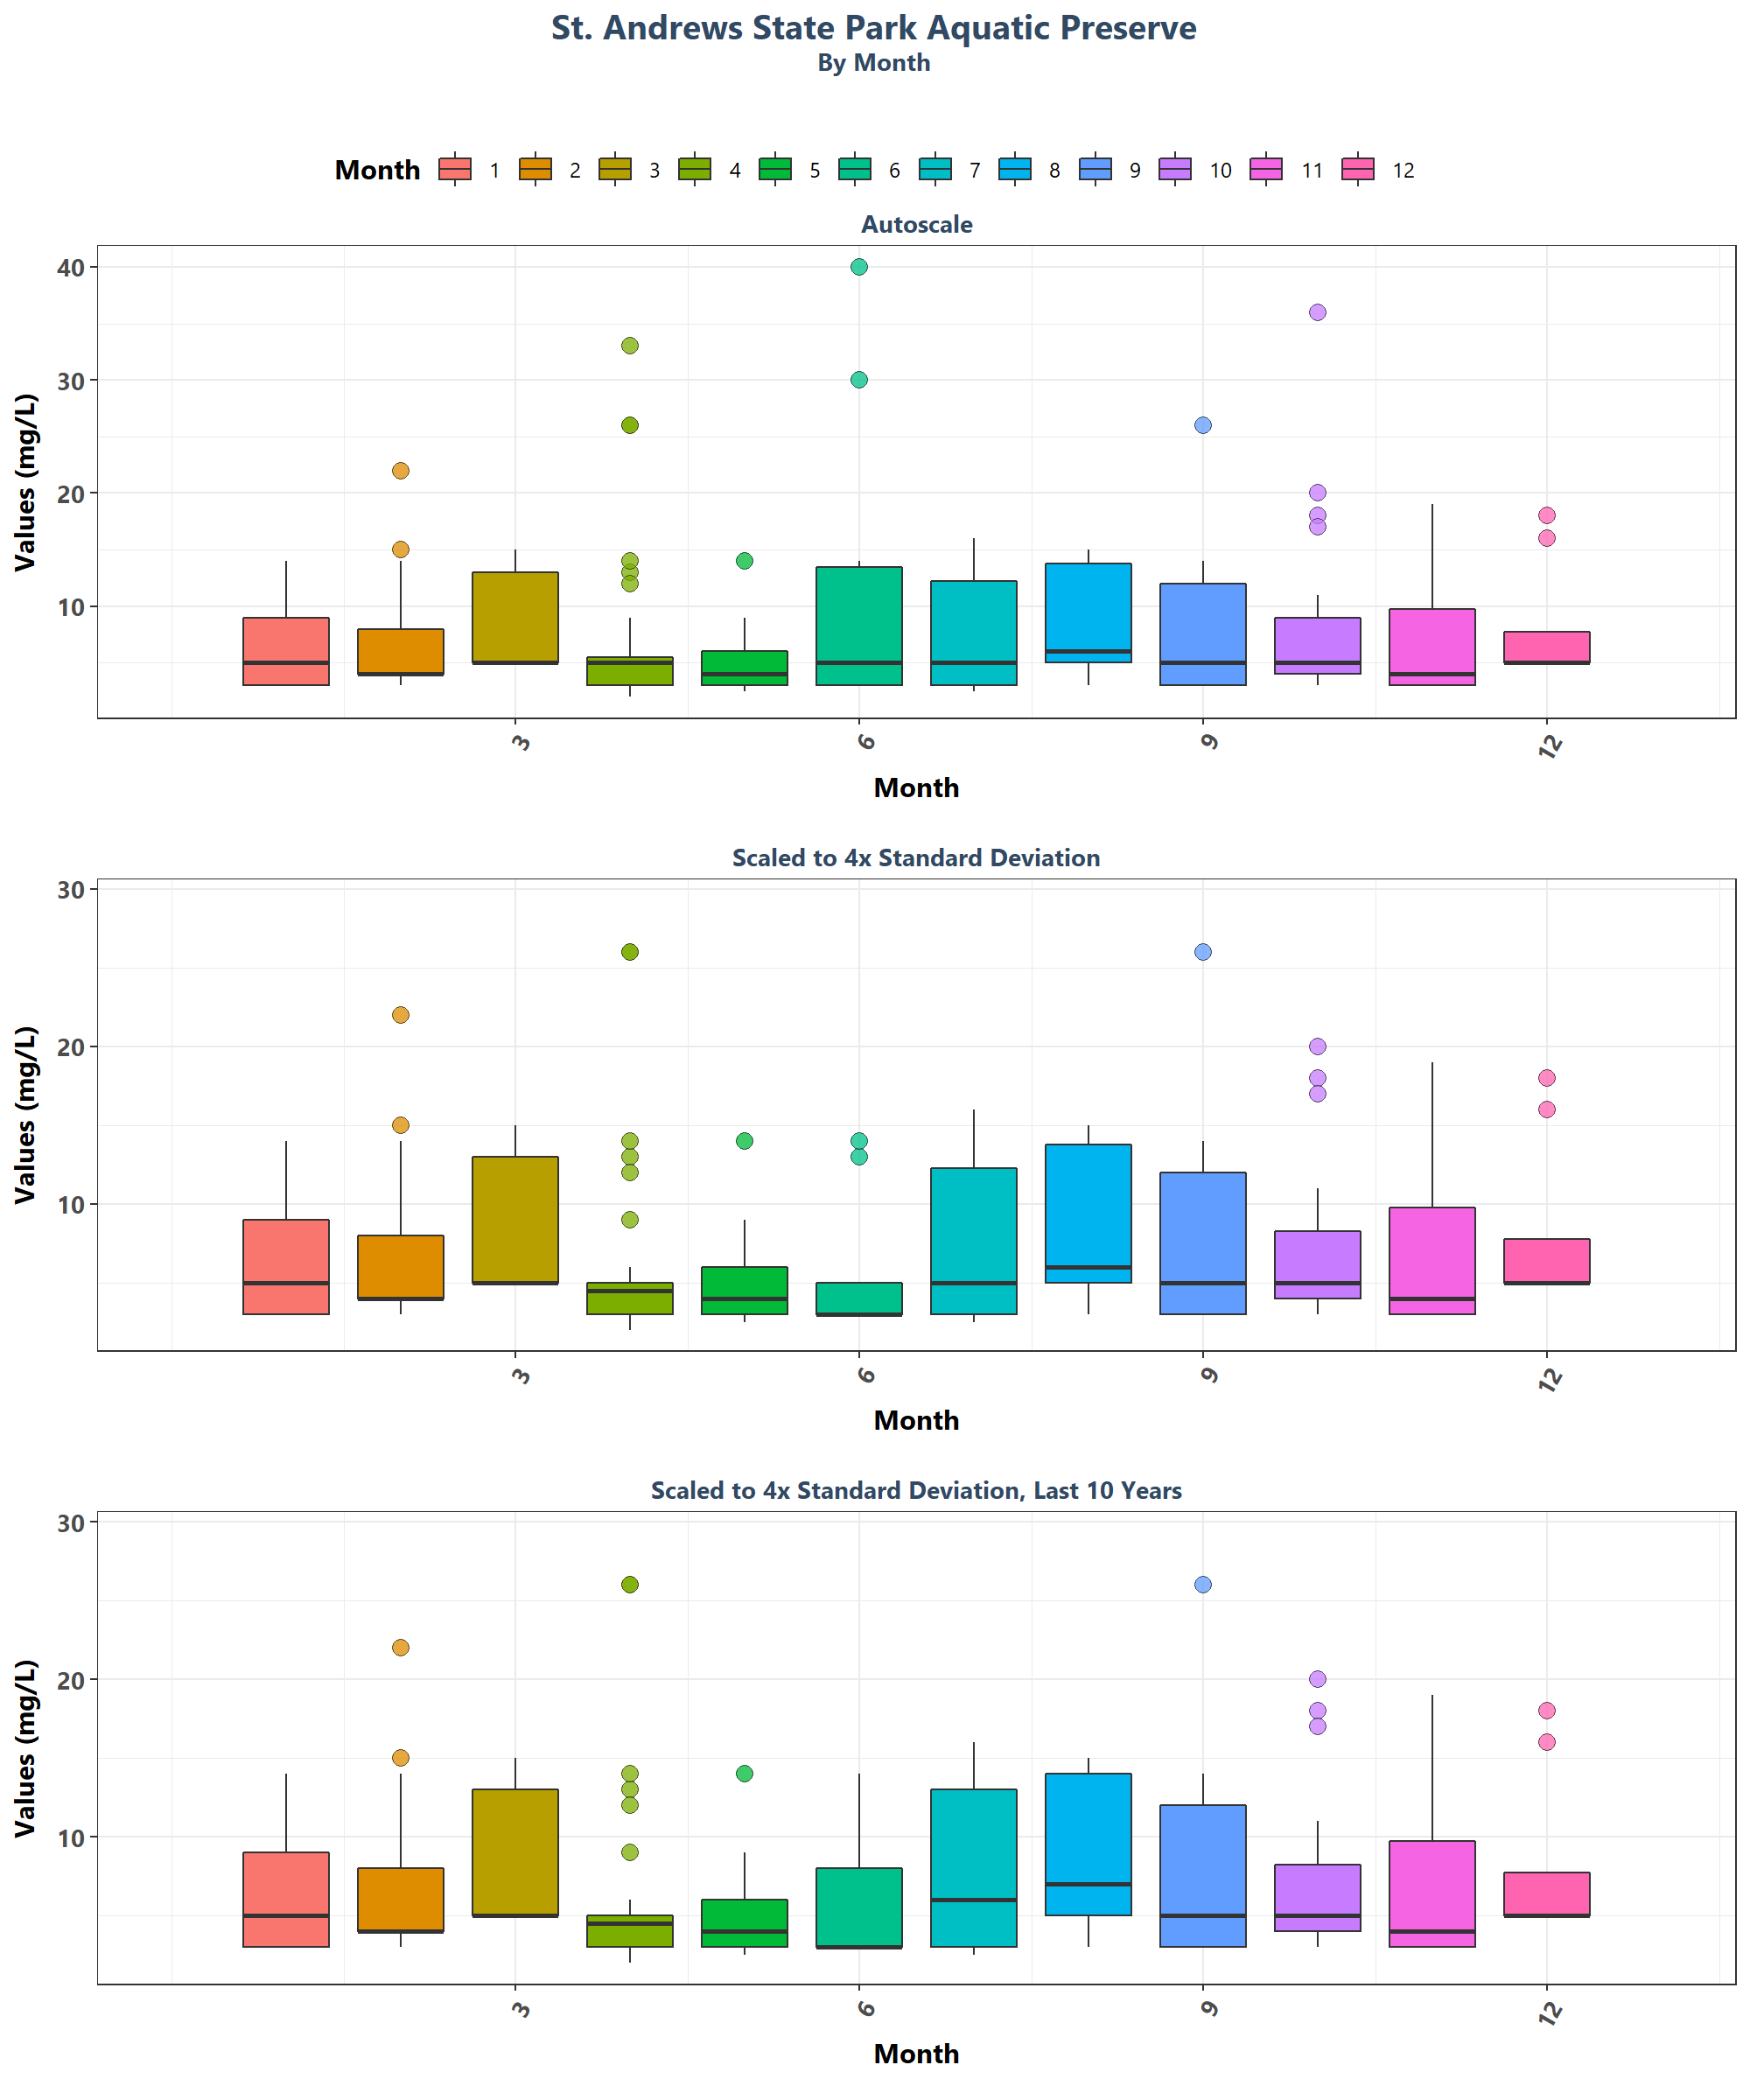 St. Andrews State Park Aquatic Preserve
By Month
Month 1 2 3 4 5 6 7 8 9 10 11 12
Autoscale
Values (mg/L)
40
30
20
10
3 6 9 12
Month
Scaled to 4x Standard Deviation
Values (mg/L)
30
20
10
3 6 9 12
Month
Scaled to 4x Standard Deviation, Last 10 Years
Values (mg/L)
30
20
10
3 6 9 12
Month